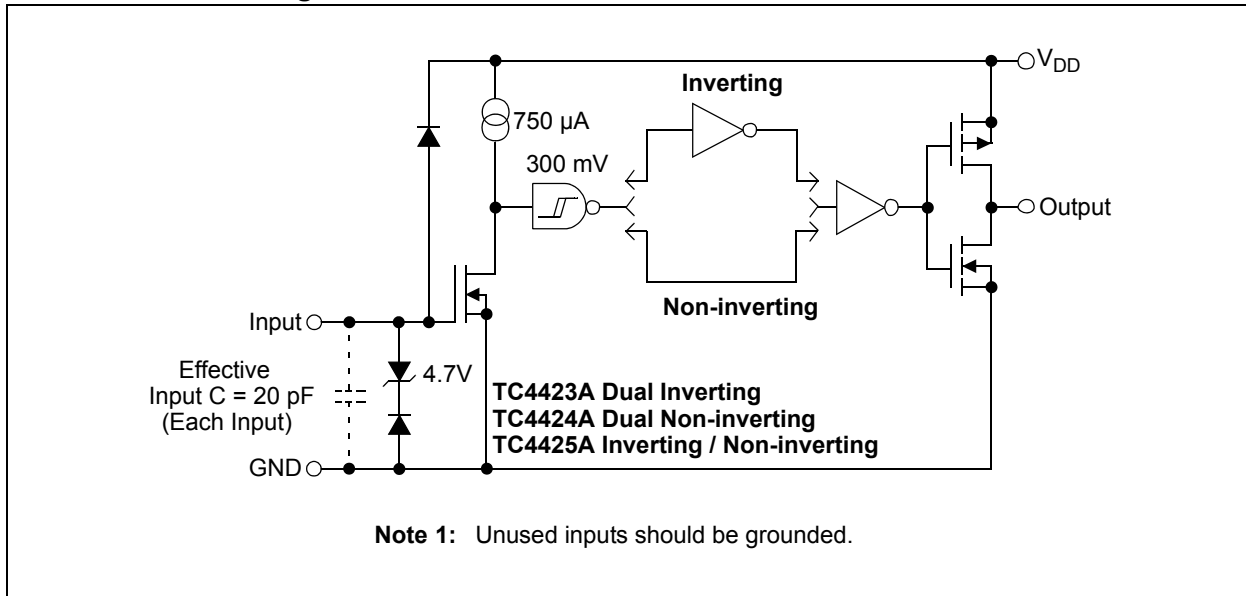 V_DD
Inverting
750 µA
300 mV
Output
Non-inverting
Input
Effective
Input C = 20 pF
(Each Input)
4.7V
TC4423A Dual Inverting
TC4424A Dual Non-inverting
TC4425A Inverting / Non-inverting
GND
Note 1: Unused inputs should be grounded.